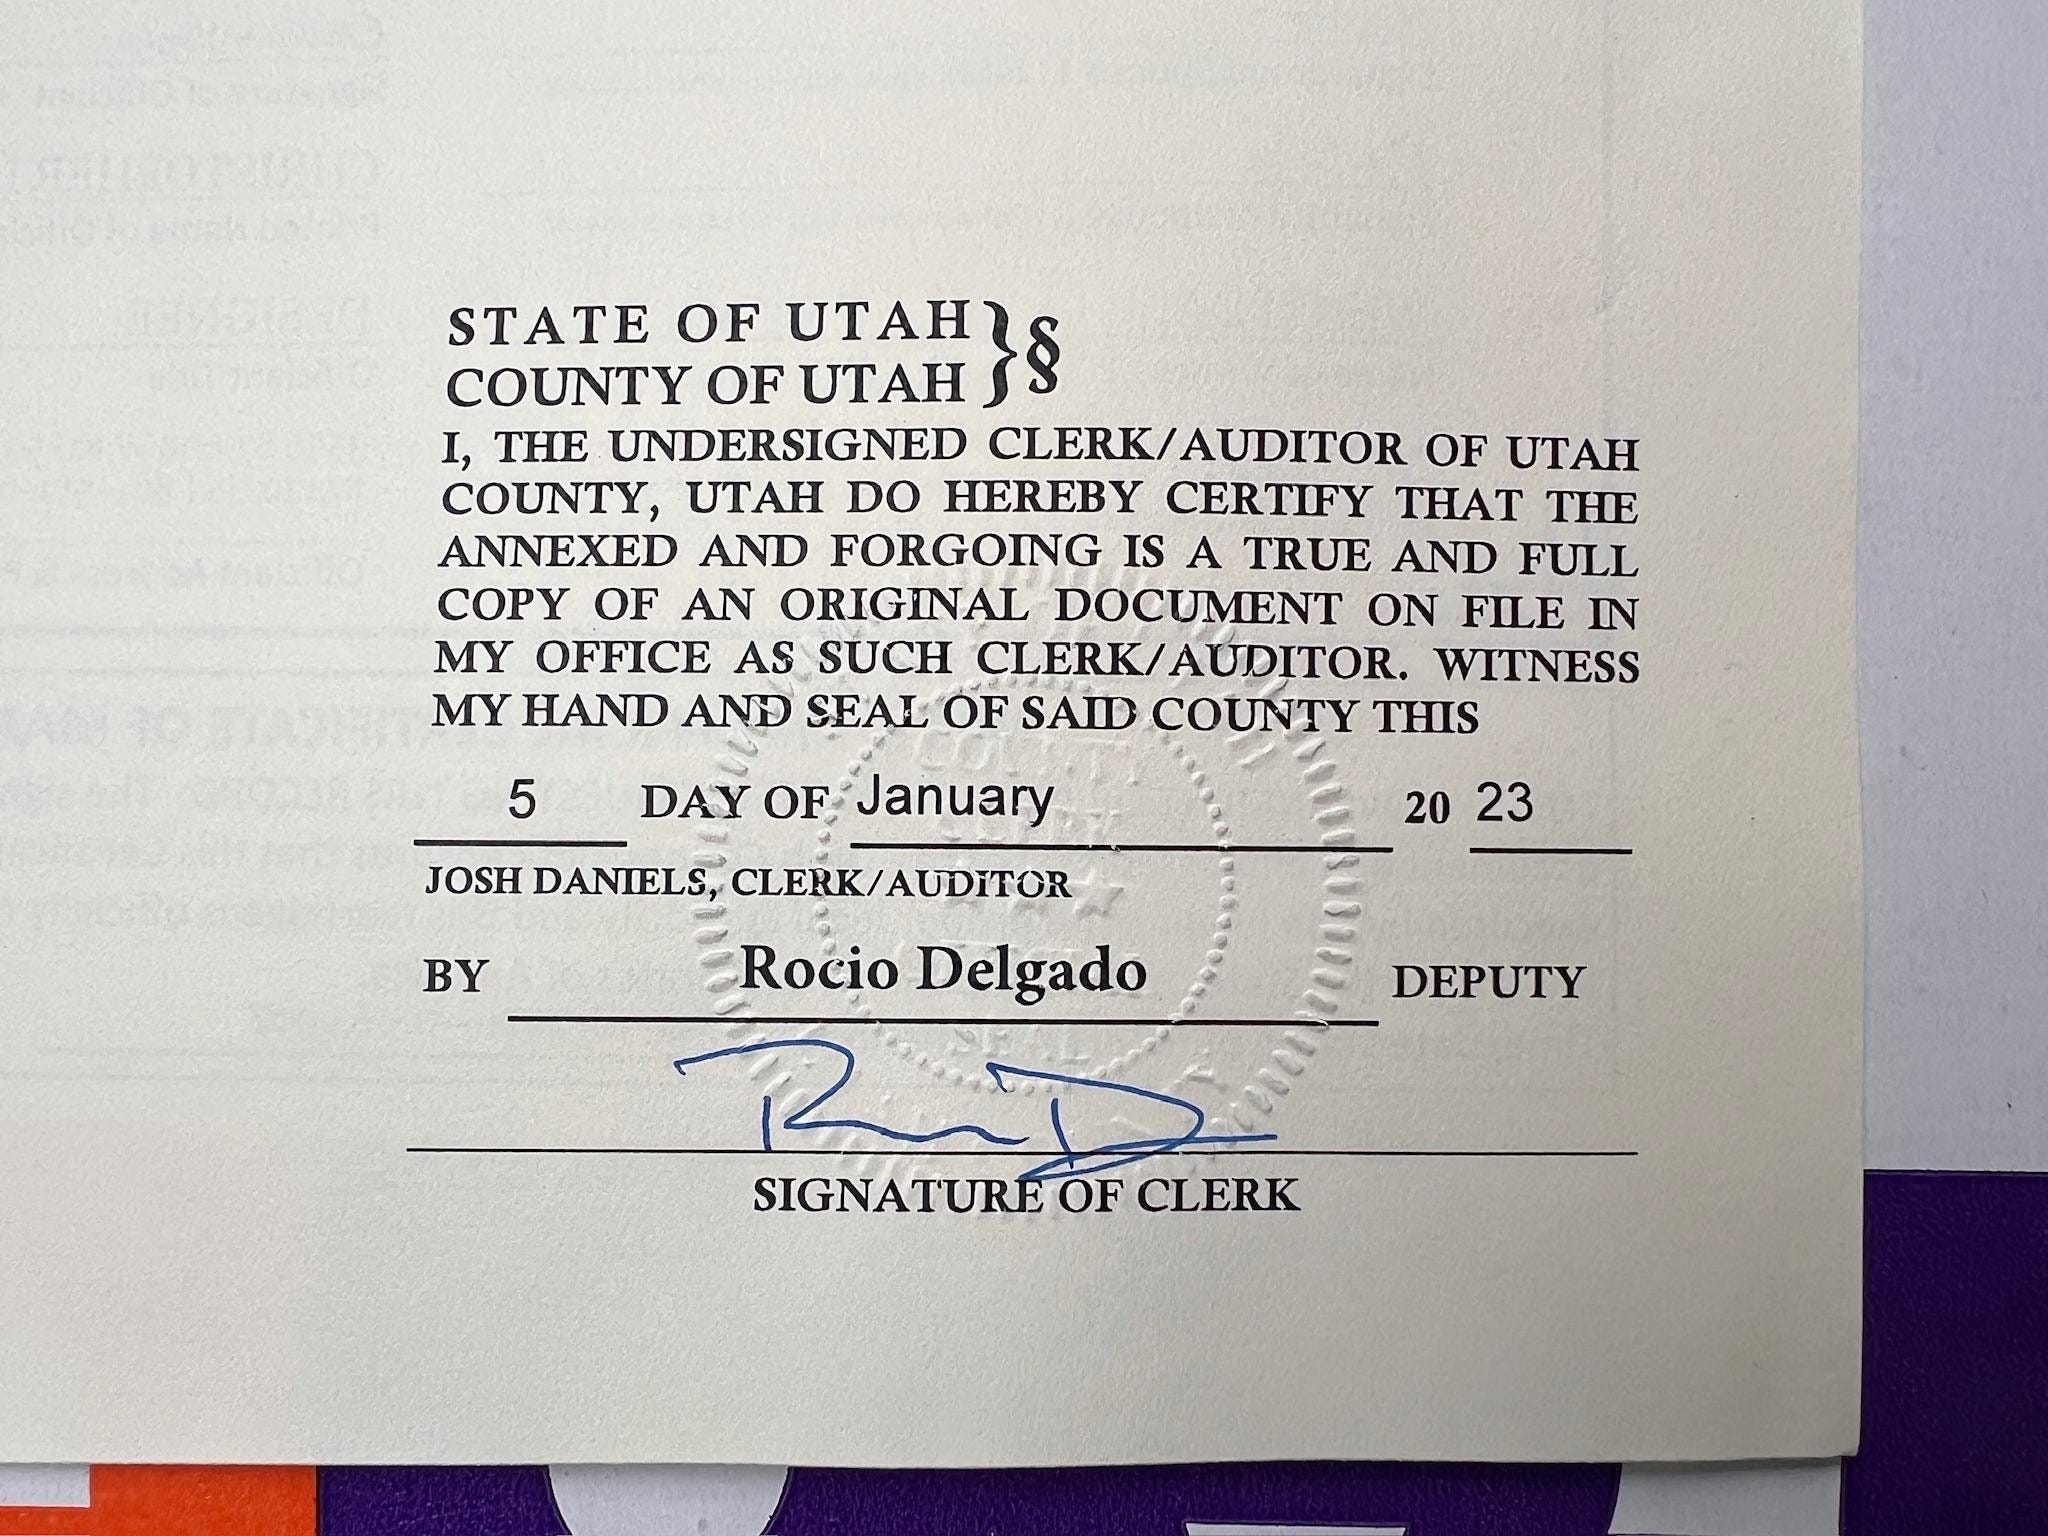 STATE OF UTAH } §
COUNTY OF UTAH
I, THE UNDERSIGNED CLERK/AUDITOR OF UTAH
COUNTY, UTAH DO HEREBY CERTIFY THAT THE
ANNEXED AND FORGOING IS A TRUE AND FULL
COPY OF AN ORIGINAL DOCUMENT ON FILE IN
MY OFFICE AS SUCH CLERK/AUDITOR. WITNESS
MY HAND AND SEAL OF SAID COUNTY THIS
5 DAY OF January 20 23
JOSH DANIELS, CLERK/AUDITOR
BY Rocio Delgado DEPUTY
SIGNATURE OF CLERK
COUNTY
CLERK
SEAL